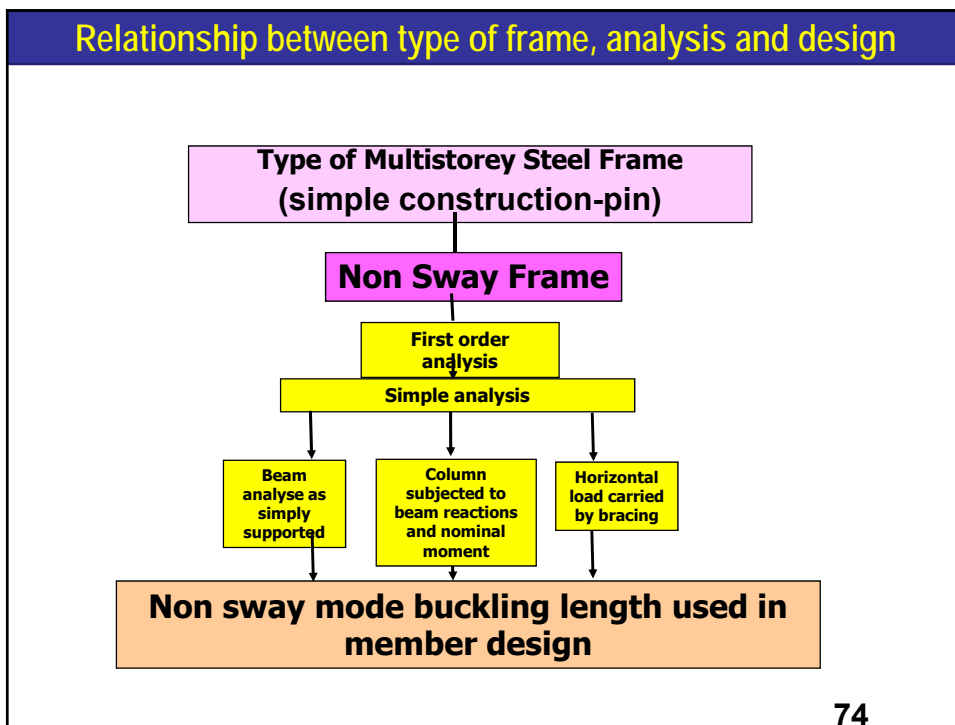 Relationship between type of frame, analysis and design
Type of Multistorey Steel Frame
(simple construction-pin)
Non Sway Frame
First order
analysis
Simple analysis
Beam
analyse as
simply
supported
Column
subjected to
beam reactions
and nominal
moment
Horizontal
load carried
by bracing
Non sway mode buckling length used in
member design
74